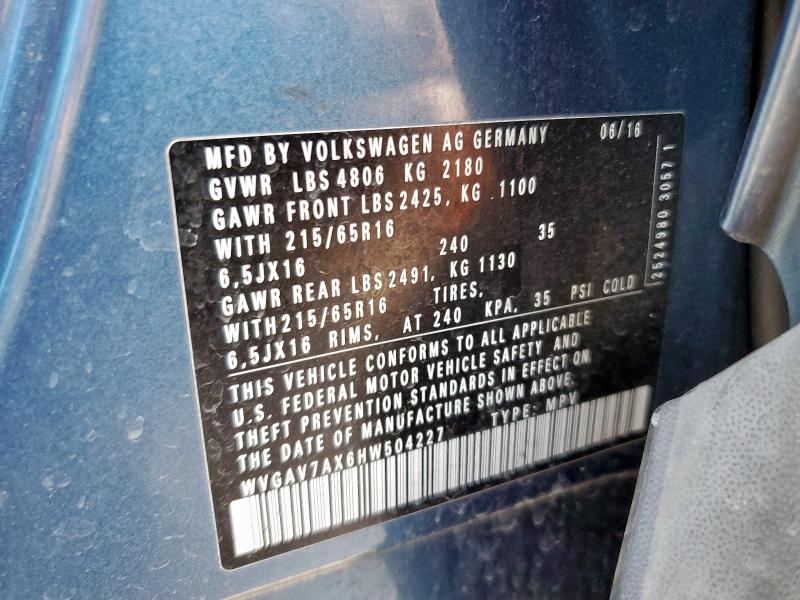 MFD BY VOLKSWAGEN AG GERMANY 06/16
GVWR LBS 4806 KG 2180
GAWR FRONT LBS 2425, KG 1100
WITH 215/65R16
6,5JX16 240 35
GAWR REAR LBS 2491, KG 1130
WITH 215/65R16 TIRES,
6,5JX16 RIMS, AT 240 KPA, 35 PSI COLD
THIS VEHICLE CONFORMS TO ALL APPLICABLE
U.S. FEDERAL MOTOR VEHICLE SAFETY AND
THEFT PREVENTION STANDARDS IN EFFECT ON
THE DATE OF MANUFACTURE SHOWN ABOVE.
WVGAV7AX6HW504227 TYPE: MPV
2524980 3057 1